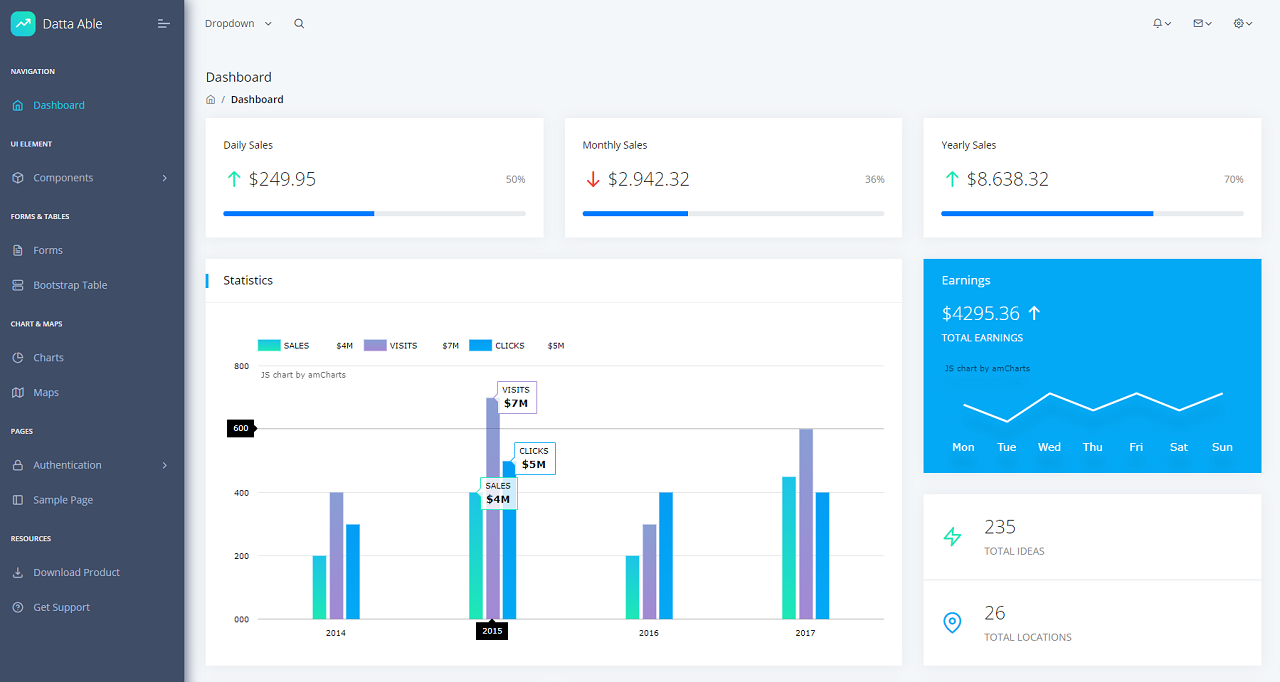 Datta Able
NAVIGATION
Dashboard
UI ELEMENT
Components
FORMS & TABLES
Forms
Bootstrap Table
CHART & MAPS
Charts
Maps
PAGES
Authentication
Sample Page
RESOURCES
Download Product
Get Support
Dropdown
Dashboard
/ Dashboard
Daily Sales
$249.95 50%
Monthly Sales
$2.942.32 36%
Yearly Sales
$8.638.32 70%
Statistics
SALES $4M VISITS $7M CLICKS $5M
800
JS chart by amCharts
VISITS
$7M
600
CLICKS
$5M
SALES
$4M
400
200
000
2014 2015 2016 2017
Earnings
$4295.36
TOTAL EARNINGS
JS chart by amCharts
Mon Tue Wed Thu Fri Sat Sun
235
TOTAL IDEAS
26
TOTAL LOCATIONS